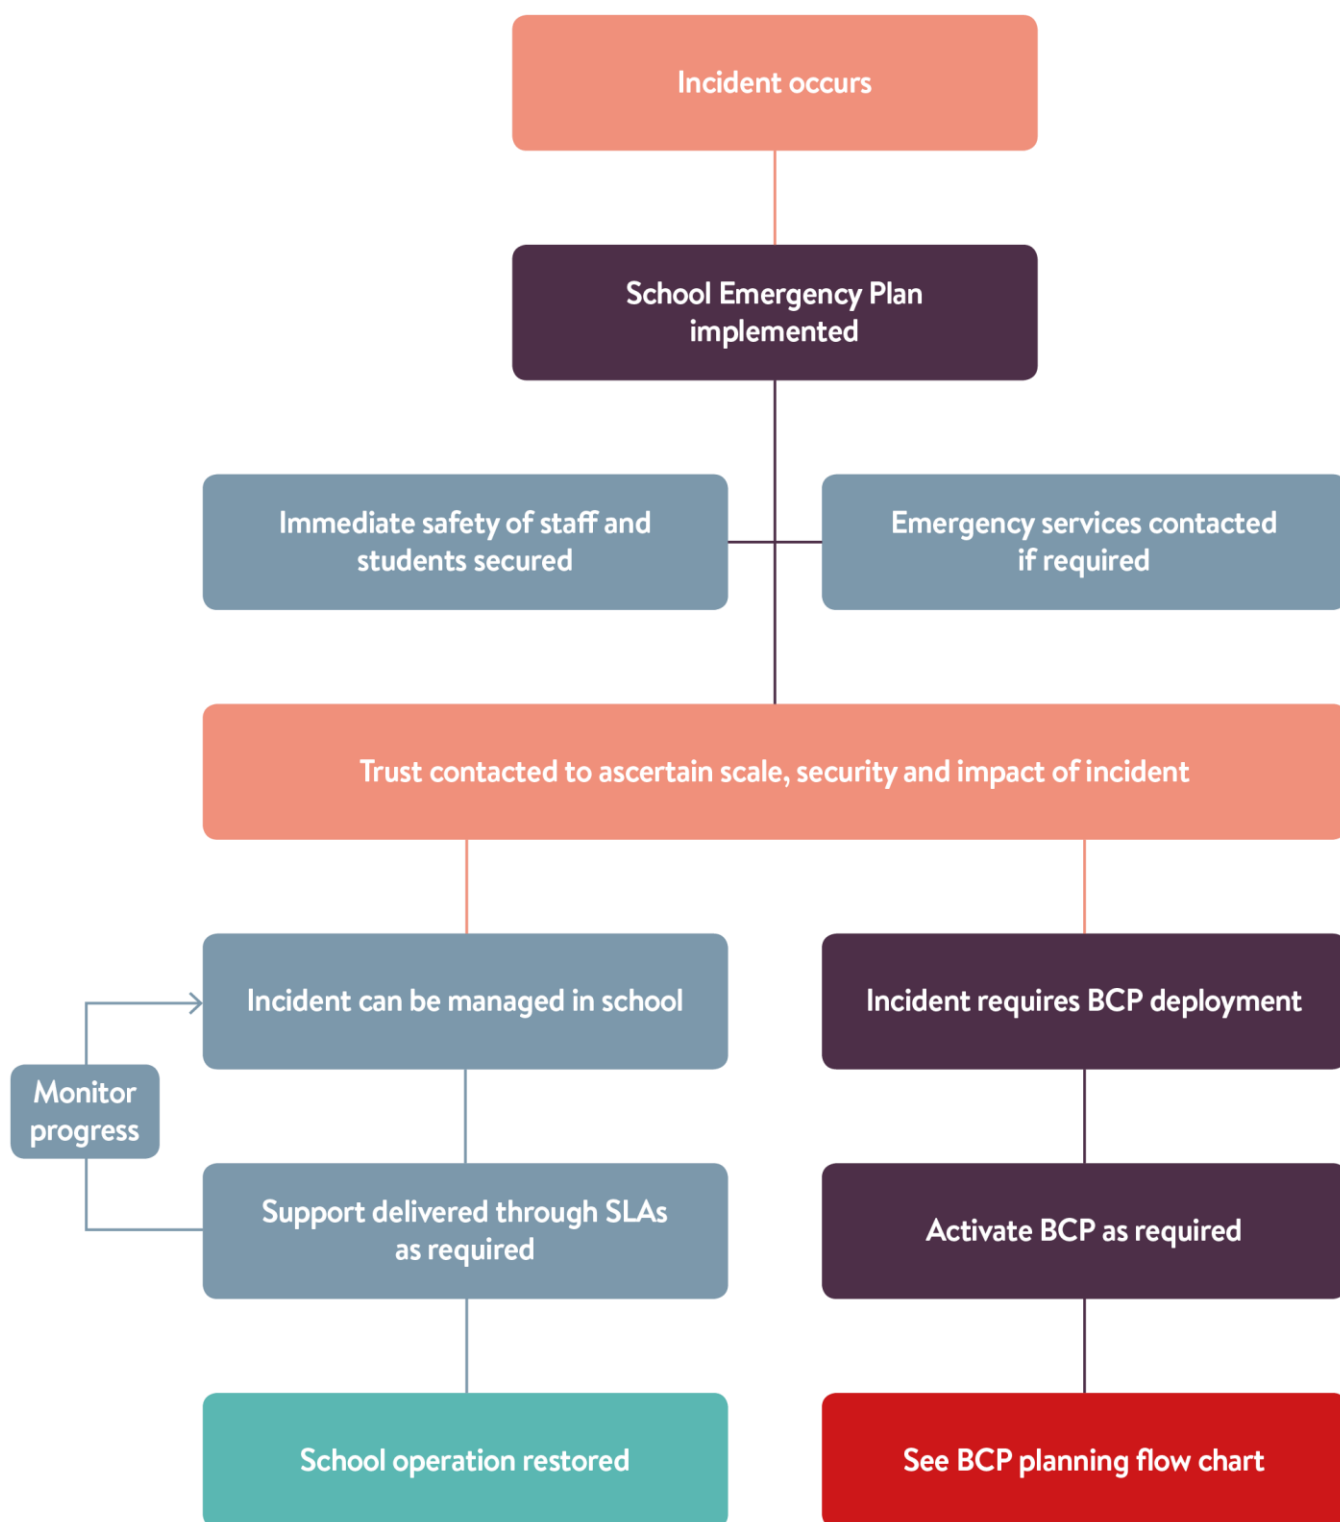 Incident occurs
School Emergency Plan
implemented
Immediate safety of staff and
students secured
Emergency services contacted
if required
Trust contacted to ascertain scale, security and impact of incident
Incident can be managed in school
Incident requires BCP deployment
Monitor
progress
Support delivered through SLAs
as required
Activate BCP as required
School operation restored
See BCP planning flow chart